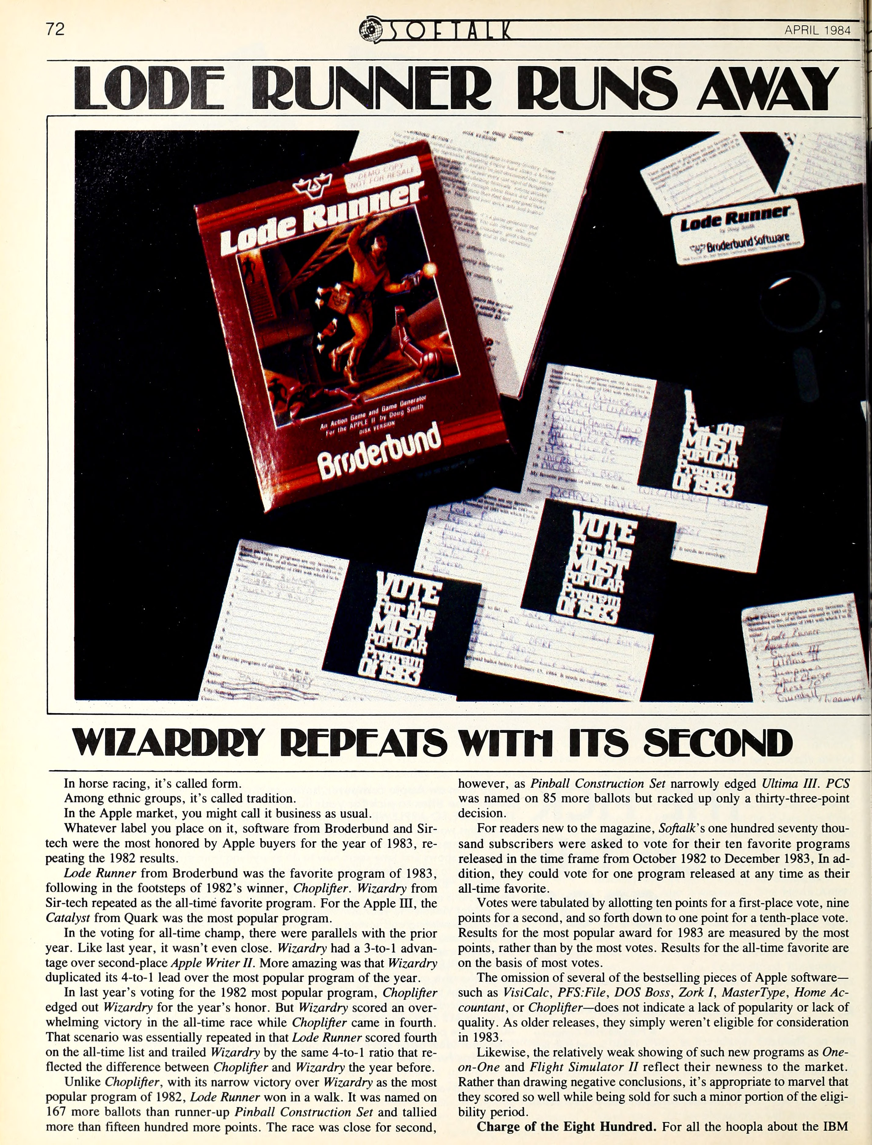 72
SOFTALK
APRIL 1984
LODE RUNNER RUNS AWAY
DEMO COPY
NOT FOR RESALE
Lode Runner
An Action Game and Game Generator
For the APPLE II by Doug Smith
DISK VERSION
Brøderbund
Lode Runner
by Doug Smith
Brøderbund Software
For the
MOST
POPULAR
Program
Of 1983
VOTE
For the
MOST
POPULAR
Program
Of 1983
VOTE
For the
MOST
POPULAR
Program
Of 1983
WIZARDRY REPEATS WITH ITS SECOND
In horse racing, it's called form.
Among ethnic groups, it's called tradition.
In the Apple market, you might call it business as usual.
Whatever label you place on it, software from Broderbund and Sir-
tech were the most honored by Apple buyers for the year of 1983, re-
peating the 1982 results.
Lode Runner from Broderbund was the favorite program of 1983,
following in the footsteps of 1982's winner, Choplifter. Wizardry from
Sir-tech repeated as the all-time favorite program. For the Apple III, the
Catalyst from Quark was the most popular program.
In the voting for all-time champ, there were parallels with the prior
year. Like last year, it wasn't even close. Wizardry had a 3-to-1 advan-
tage over second-place Apple Writer II. More amazing was that Wizardry
duplicated its 4-to-1 lead over the most popular program of the year.
In last year's voting for the 1982 most popular program, Choplifter
edged out Wizardry for the year's honor. But Wizardry scored an over-
whelming victory in the all-time race while Choplifter came in fourth.
That scenario was essentially repeated in that Lode Runner scored fourth
on the all-time list and trailed Wizardry by the same 4-to-1 ratio that re-
flected the difference between Choplifter and Wizardry the year before.
Unlike Choplifter, with its narrow victory over Wizardry as the most
popular program of 1982, Lode Runner won in a walk. It was named on
167 more ballots than runner-up Pinball Construction Set and tallied
more than fifteen hundred more points. The race was close for second,
however, as Pinball Construction Set narrowly edged Ultima III. PCS
was named on 85 more ballots but racked up only a thirty-three-point
decision.
For readers new to the magazine, Softalk's one hundred seventy thou-
sand subscribers were asked to vote for their ten favorite programs
released in the time frame from October 1982 to December 1983, In ad-
dition, they could vote for one program released at any time as their
all-time favorite.
Votes were tabulated by allotting ten points for a first-place vote, nine
points for a second, and so forth down to one point for a tenth-place vote.
Results for the most popular award for 1983 are measured by the most
points, rather than by the most votes. Results for the all-time favorite are
on the basis of most votes.
The omission of several of the bestselling pieces of Apple software—
such as VisiCalc, PFS:File, DOS Boss, Zork I, MasterType, Home Ac-
countant, or Choplifter—does not indicate a lack of popularity or lack of
quality. As older releases, they simply weren't eligible for consideration
in 1983.
Likewise, the relatively weak showing of such new programs as One-
on-One and Flight Simulator II reflect their newness to the market.
Rather than drawing negative conclusions, it's appropriate to marvel that
they scored so well while being sold for such a minor portion of the eligi-
bility period.
Charge of the Eight Hundred. For all the hoopla about the IBM